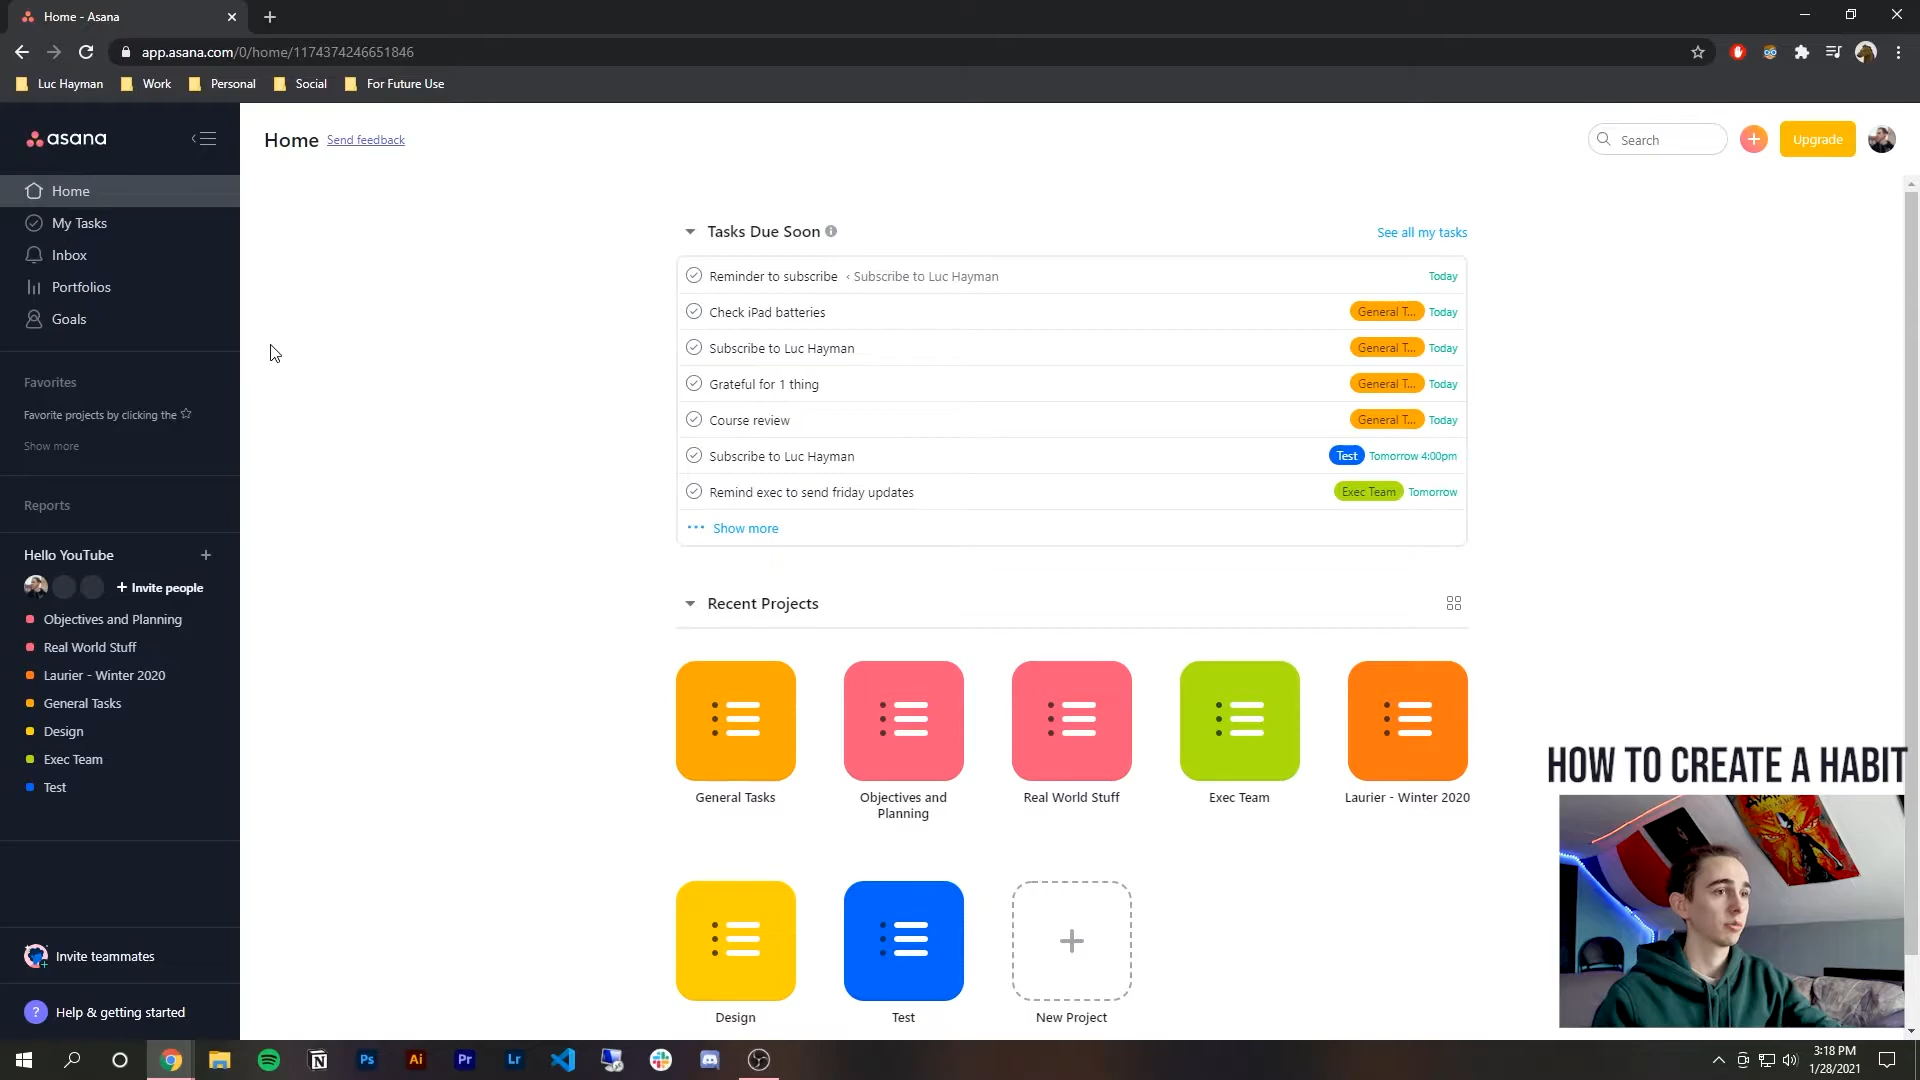 Home - Asana
app.asana.com/0/home/1174374246651846
Luc Hayman
Work
Personal
Social
For Future Use
asana
Home
Send feedback
Search
Upgrade
Home
My Tasks
Inbox
Portfolios
Goals
Favorites
Favorite projects by clicking the
Show more
Reports
Hello YouTube
+ Invite people
Objectives and Planning
Real World Stuff
Laurier - Winter 2020
General Tasks
Design
Exec Team
Test
Invite teammates
? Help & getting started
Tasks Due Soon
See all my tasks
Reminder to subscribe ‹ Subscribe to Luc Hayman Today
Check iPad batteries General T... Today
Subscribe to Luc Hayman General T... Today
Grateful for 1 thing General T... Today
Course review General T... Today
Subscribe to Luc Hayman Test Tomorrow 4:00pm
Remind exec to send friday updates Exec Team Tomorrow
... Show more
Recent Projects
General Tasks
Objectives and
Planning
Real World Stuff
Exec Team
Laurier - Winter 2020
Design
Test
New Project
HOW TO CREATE A HABIT
Ps
Ai
Pr
Lr
3:18 PM
1/28/2021